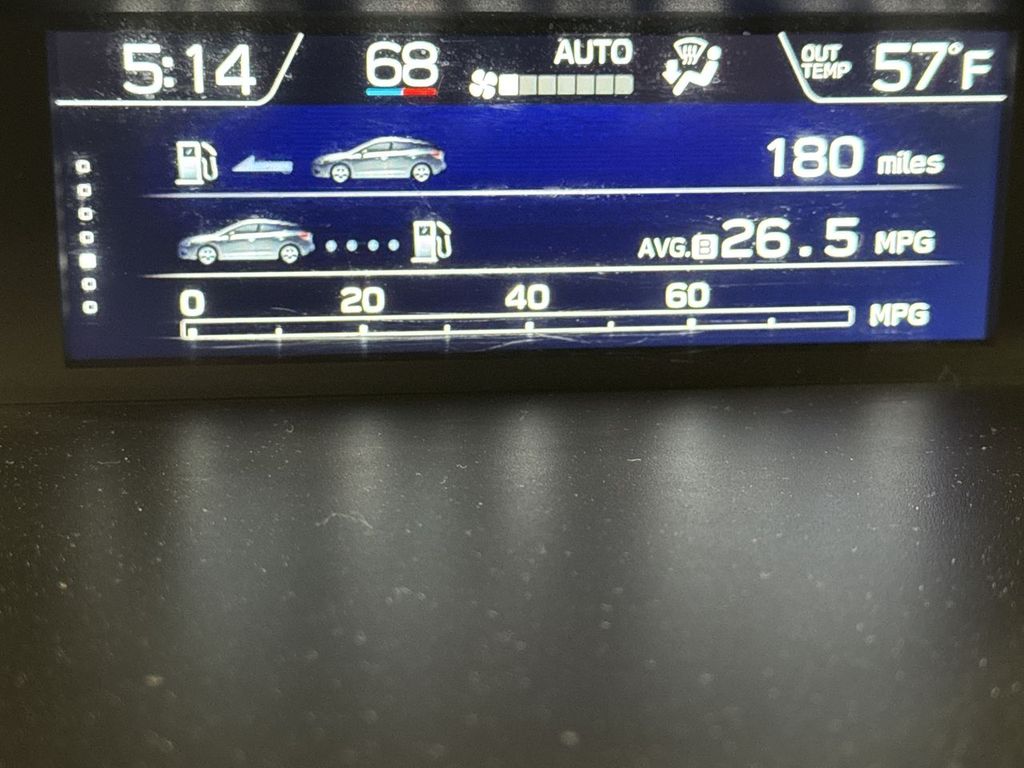 5:14 68 AUTO OUT TEMP 57°F
180 miles
AVG. B 26.5 MPG
0 20 40 60
MPG